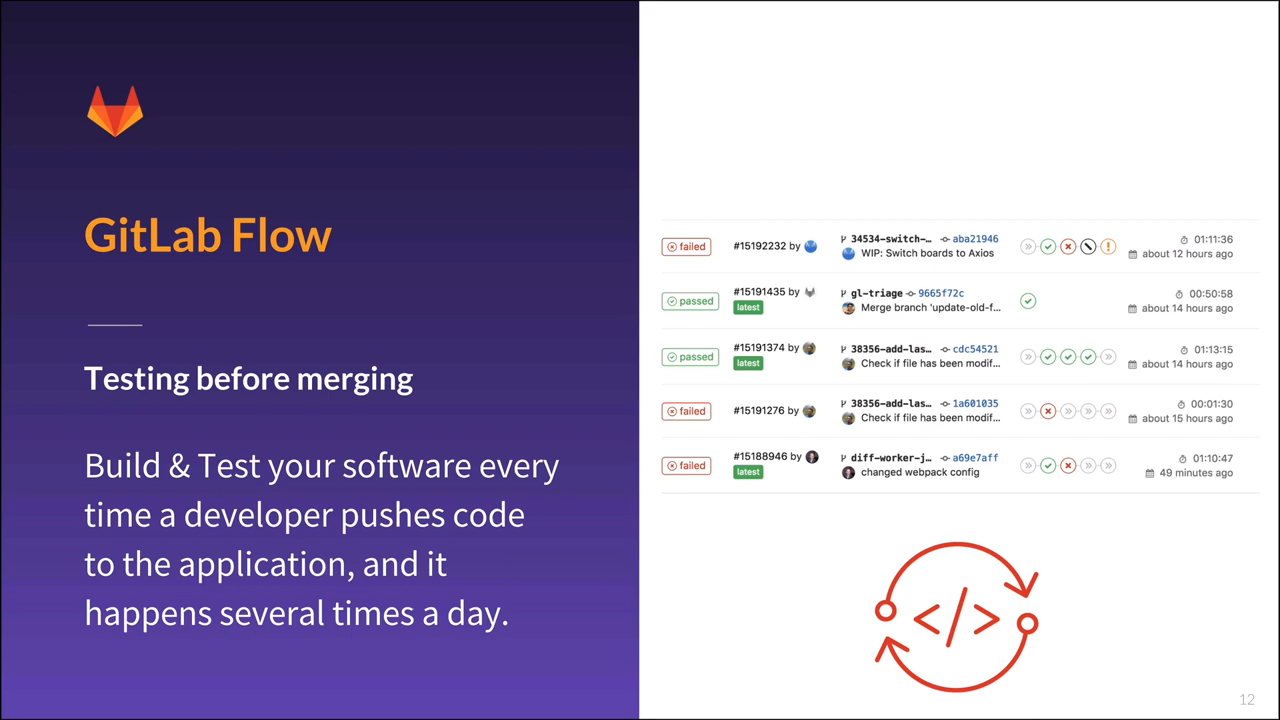 GitLab Flow
Testing before merging
Build & Test your software every
time a developer pushes code
to the application, and it
happens several times a day.
failed #15192232 by 34534-switch-… aba21946 01:11:36
WIP: Switch boards to Axios about 12 hours ago
passed #15191435 by gl-triage 9665f72c 00:50:58
latest Merge branch 'update-old-f… about 14 hours ago
passed #15191374 by 38356-add-las… cdc54521 01:13:15
latest Check if file has been modif… about 14 hours ago
failed #15191276 by 38356-add-las… 1a601035 00:01:30
Check if file has been modif… about 15 hours ago
failed #15188946 by diff-worker-j… a69e7aff 01:10:47
latest changed webpack config 49 minutes ago
</>
12